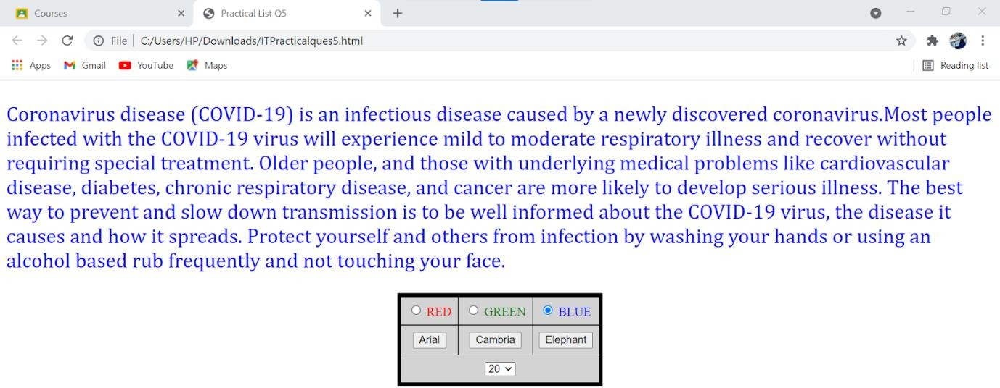 Courses
Practical List Q5
File | C:/Users/HP/Downloads/ITPracticalques5.html
Apps Gmail YouTube Maps Reading list
Coronavirus disease (COVID-19) is an infectious disease caused by a newly discovered coronavirus.Most people
infected with the COVID-19 virus will experience mild to moderate respiratory illness and recover without
requiring special treatment. Older people, and those with underlying medical problems like cardiovascular
disease, diabetes, chronic respiratory disease, and cancer are more likely to develop serious illness. The best
way to prevent and slow down transmission is to be well informed about the COVID-19 virus, the disease it
causes and how it spreads. Protect yourself and others from infection by washing your hands or using an
alcohol based rub frequently and not touching your face.
RED GREEN BLUE
Arial Cambria Elephant
20